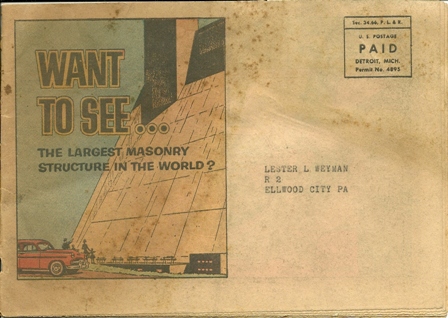 WANT
TO SEE...
THE LARGEST MASONRY
STRUCTURE IN THE WORLD?
Sec. 34.66, P. L. & R.
U. S. POSTAGE
PAID
DETROIT, MICH.
Permit No. 4895
LESTER L WEYMAN
R 2
ELLWOOD CITY PA